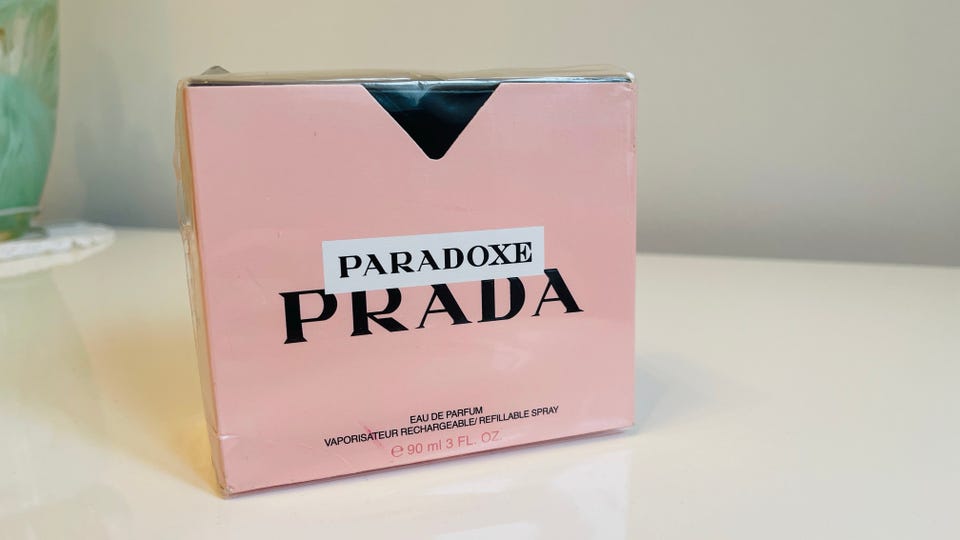 PARADOXE
PRADA
EAU DE PARFUM
VAPORISATEUR RECHARGEABLE/ REFILLABLE SPRAY
℮ 90 ml 3 FL. OZ.